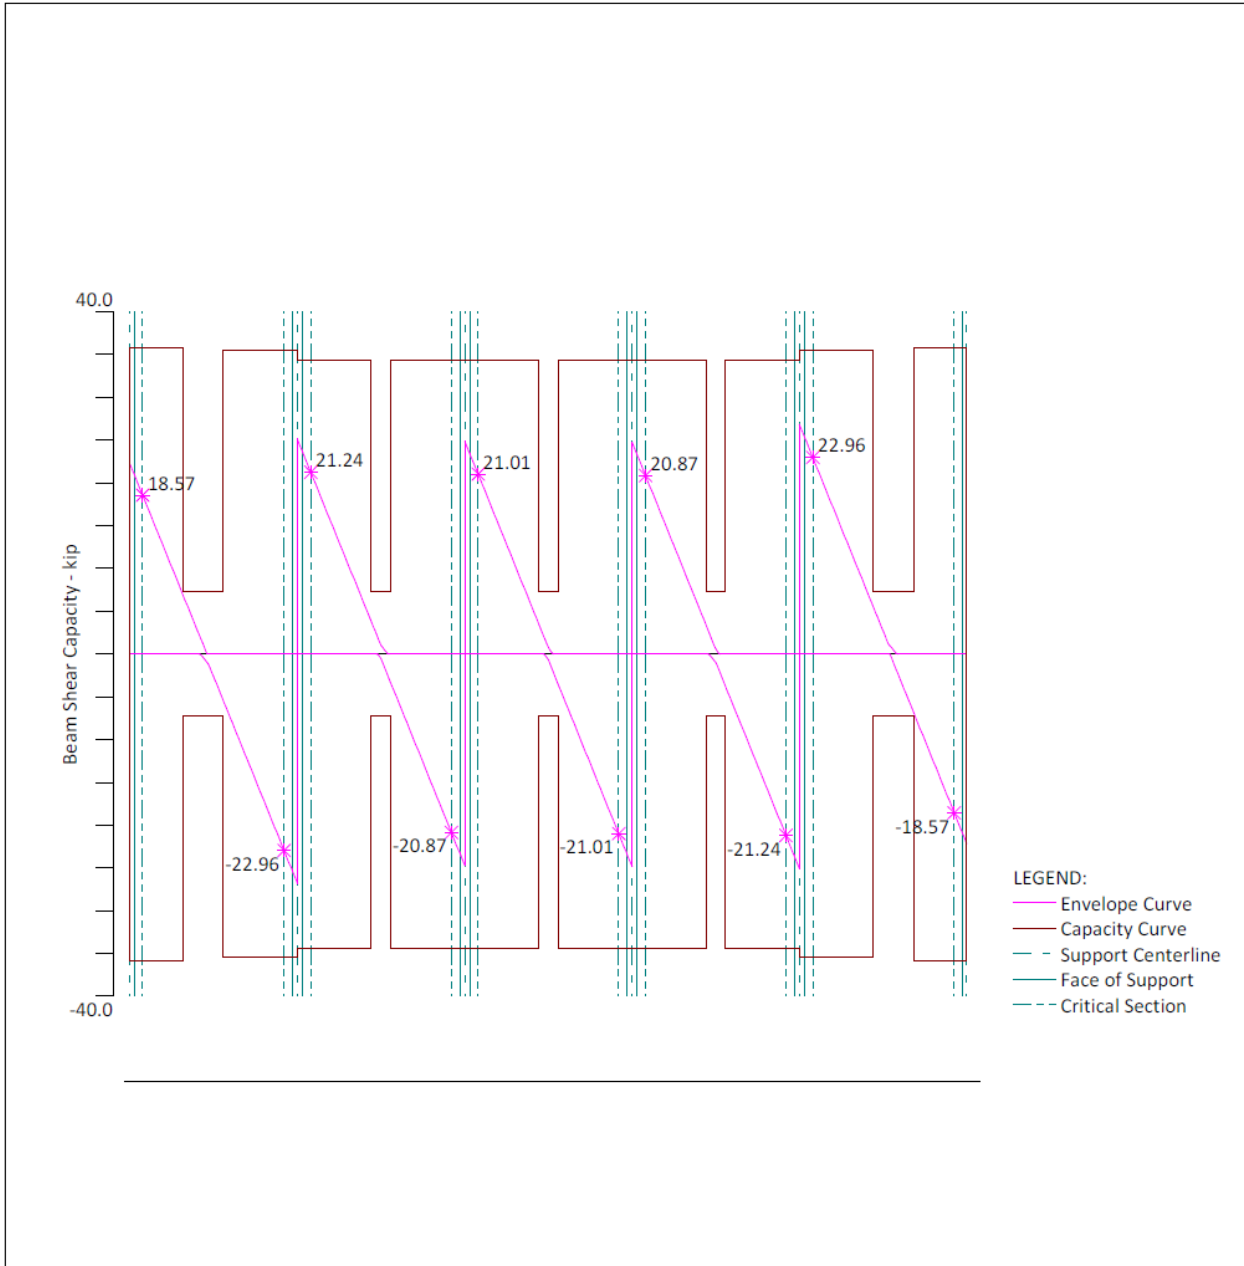 40.0
22.96
21.24
21.01
20.87
18.57
Beam Shear Capacity - kip
-18.57
-20.87
-21.01
-21.24
-22.96
LEGEND:
Envelope Curve
Capacity Curve
Support Centerline
Face of Support
Critical Section
-40.0